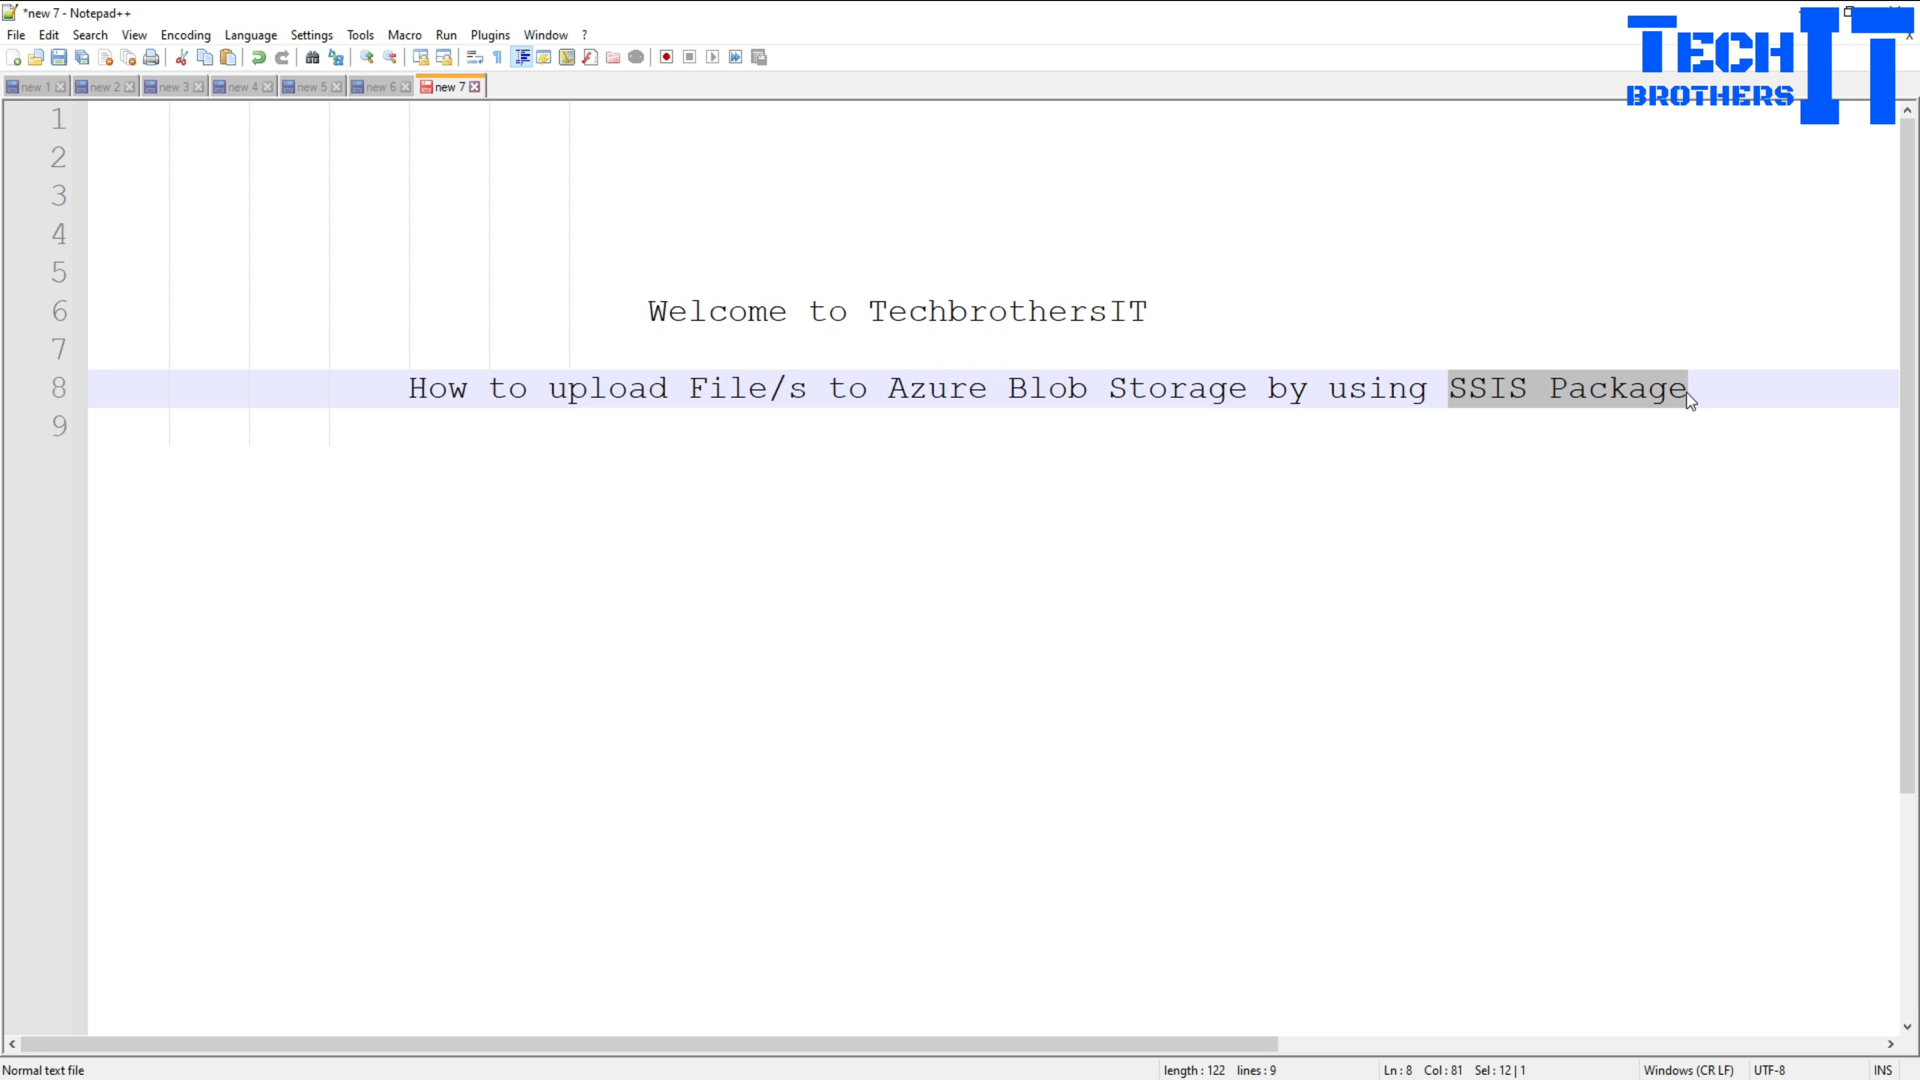 *new 7 - Notepad++
File Edit Search View Encoding Language Settings Tools Macro Run Plugins Window ?
new 1 new 2 new 3 new 4 new 5 new 6 new 7
TECH IT
BROTHERS
1
2
3
4
5
6 Welcome to TechbrothersIT
7
8 How to upload File/s to Azure Blob Storage by using SSIS Package
9
Normal text file length : 122 lines : 9 Ln : 8 Col : 81 Sel : 12 | 1 Windows (CR LF) UTF-8 INS